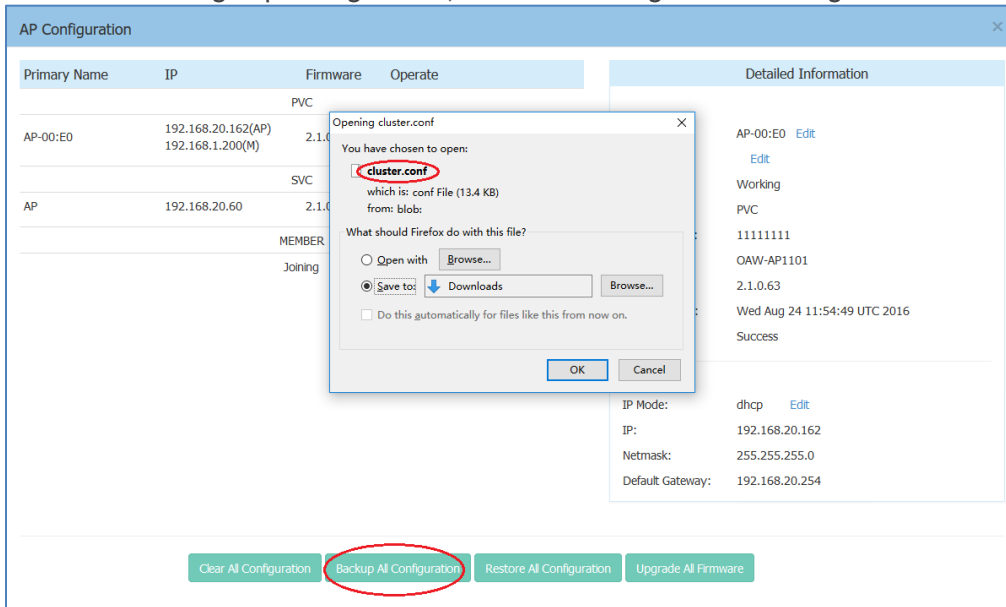 AP Configuration
Primary Name IP Firmware Operate
PVC
AP-00:E0 192.168.20.162(AP) 2.1.0
192.168.1.200(M)
SVC
AP 192.168.20.60 2.1.0
MEMBER
Joining
Opening cluster.conf
You have chosen to open:
cluster.conf
which is: conf File (13.4 KB)
from: blob:
What should Firefox do with this file?
Open with Browse...
Save to: Downloads Browse...
Do this automatically for files like this from now on.
OK Cancel
Detailed Information
AP-00:E0 Edit
Edit
Working
PVC
: 11111111
OAW-AP1101
2.1.0.63
: Wed Aug 24 11:54:49 UTC 2016
Success
IP Mode: dhcp Edit
IP: 192.168.20.162
Netmask: 255.255.255.0
Default Gateway: 192.168.20.254
Clear All Configuration Backup All Configuration Restore All Configuration Upgrade All Firmware